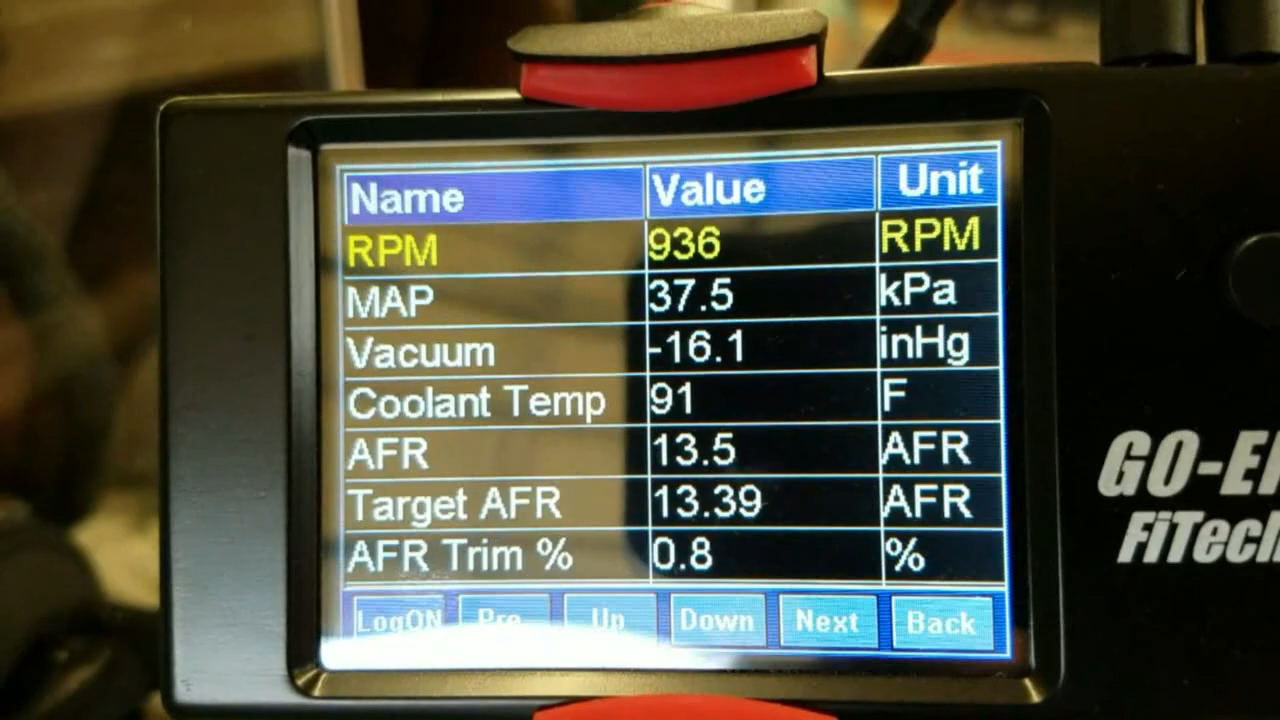 Name Value Unit
RPM 936 RPM
MAP 37.5 kPa
Vacuum -16.1 inHg
Coolant Temp 91 F
AFR 13.5 AFR
Target AFR 13.39 AFR
AFR Trim % 0.8 %
LogON Pre Up Down Next Back
GO-E
FiTech